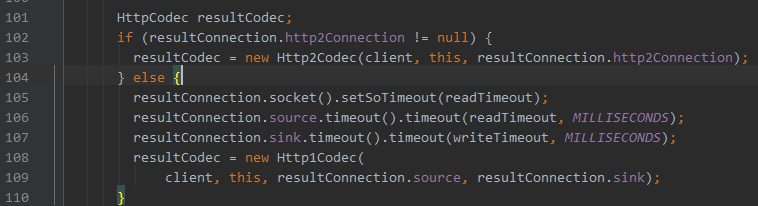 101 HttpCodec resultCodec;
102 if (resultConnection.http2Connection != null) {
103 resultCodec = new Http2Codec(client, this, resultConnection.http2Connection);
104 } else {
105 resultConnection.socket().setSoTimeout(readTimeout);
106 resultConnection.source.timeout().timeout(readTimeout, MILLISECONDS);
107 resultConnection.sink.timeout().timeout(writeTimeout, MILLISECONDS);
108 resultCodec = new Http1Codec(
109 client, this, resultConnection.source, resultConnection.sink);
110 }